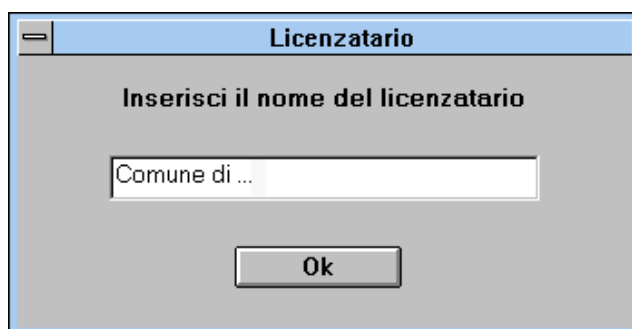 Licenzatario
Inserisci il nome del licenzatario
Comune di ...
Ok